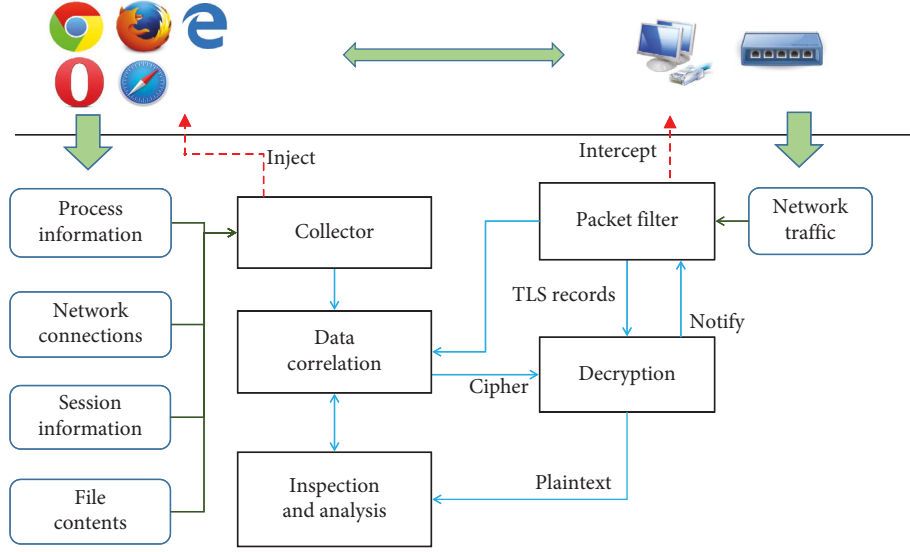 Inject
Intercept
Process
information
Collector
Packet filter
Network
traffic
TLS records
Notify
Network
connections
Data
correlation
Cipher
Decryption
Session
information
Plaintext
Inspection
and analysis
File
contents